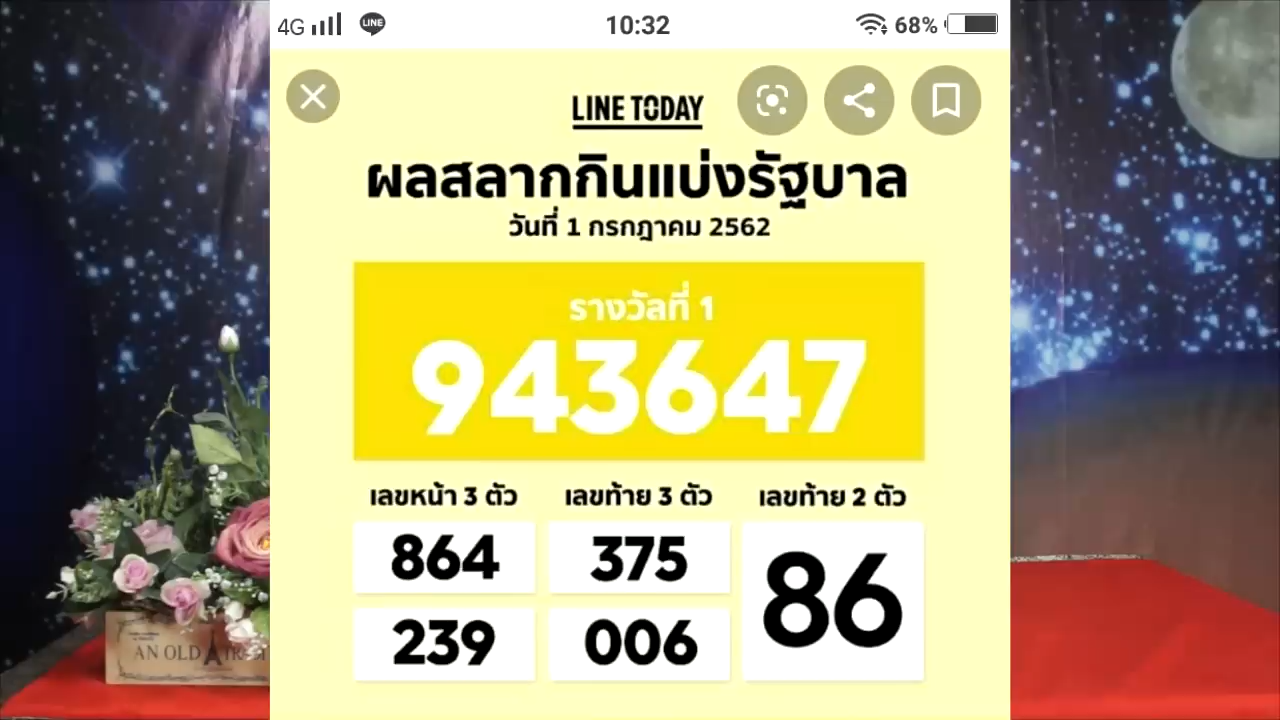 4G LINE 10:32 68%
LINE TODAY
ผลสลากกินแบ่งรัฐบาล
วันที่ 1 กรกฎาคม 2562
รางวัลที่ 1
943647
เลขหน้า 3 ตัว เลขท้าย 3 ตัว เลขท้าย 2 ตัว
864 375 86
239 006
AN OLD